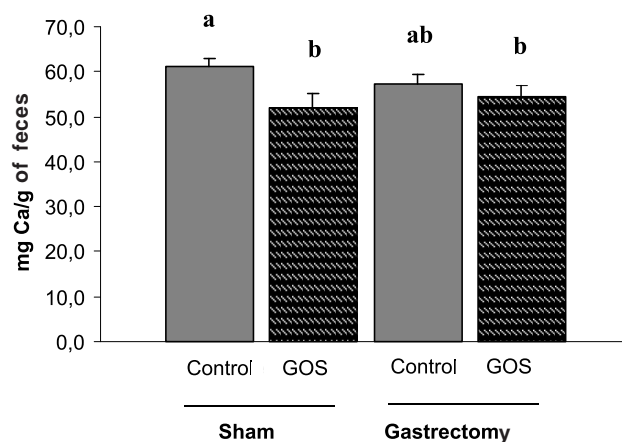 70,0
60,0
50,0
40,0
30,0
20,0
10,0
0,0
mg Ca/g of feces
a
b
ab
b
Control GOS Control GOS
Sham Gastrectomy